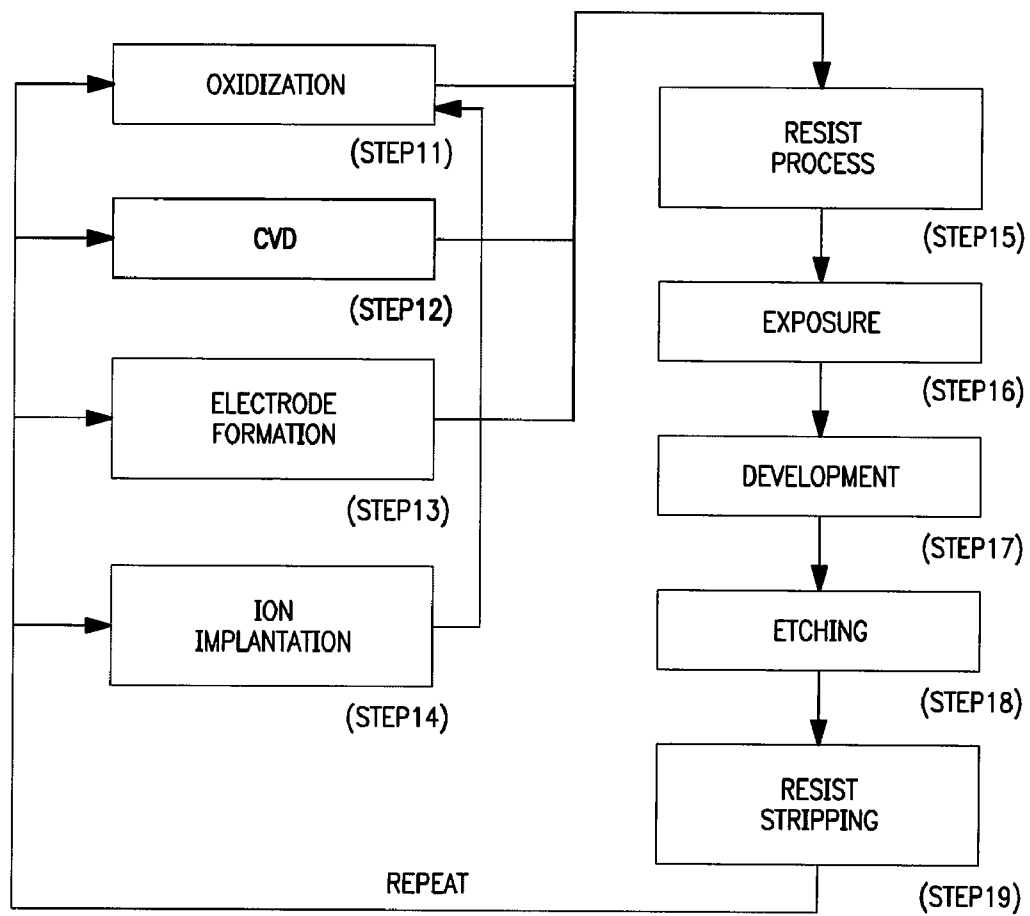 OXIDIZATION
(STEP11)
CVD
(STEP12)
ELECTRODE
FORMATION
(STEP13)
ION
IMPLANTATION
(STEP14)
RESIST
PROCESS
(STEP15)
EXPOSURE
(STEP16)
DEVELOPMENT
(STEP17)
ETCHING
(STEP18)
RESIST
STRIPPING
(STEP19)
REPEAT